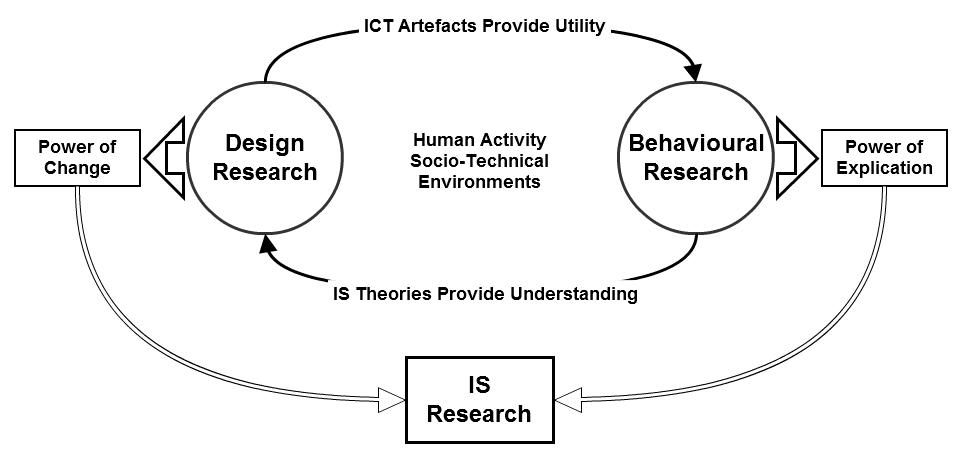 ICT Artefacts Provide Utility
Power of
Change
Design
Research
Human Activity
Socio-Technical
Environments
Behavioural
Research
Power of
Explication
IS Theories Provide Understanding
IS
Research